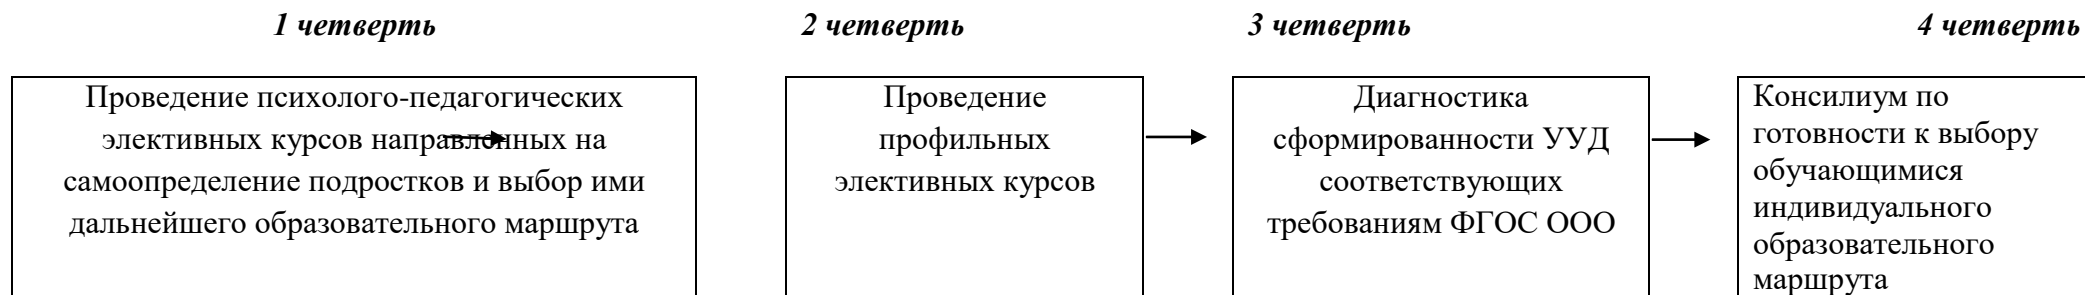 1 четверть
2 четверть
3 четверть
4 четверть
Проведение психолого-педагогических
элективных курсов направленных на
самоопределение подростков и выбор ими
дальнейшего образовательного маршрута
Проведение
профильных
элективных курсов
Диагностика
сформированности УУД
соответствующих
требованиям ФГОС ООО
Консилиум по
готовности к выбору
обучающимися
индивидуального
образовательного
маршрута